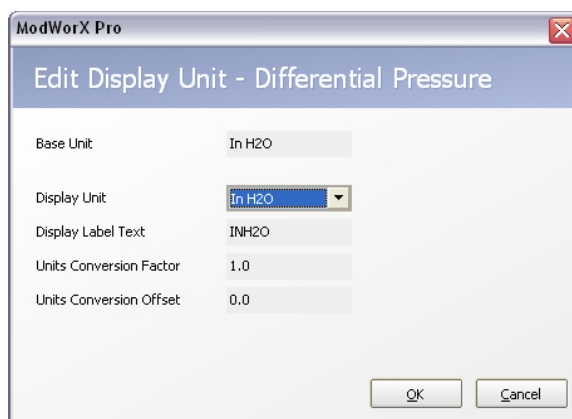 ModWorX Pro
Edit Display Unit - Differential Pressure
Base Unit In H2O
Display Unit In H2O
Display Label Text INH2O
Units Conversion Factor 1.0
Units Conversion Offset 0.0
OK Cancel